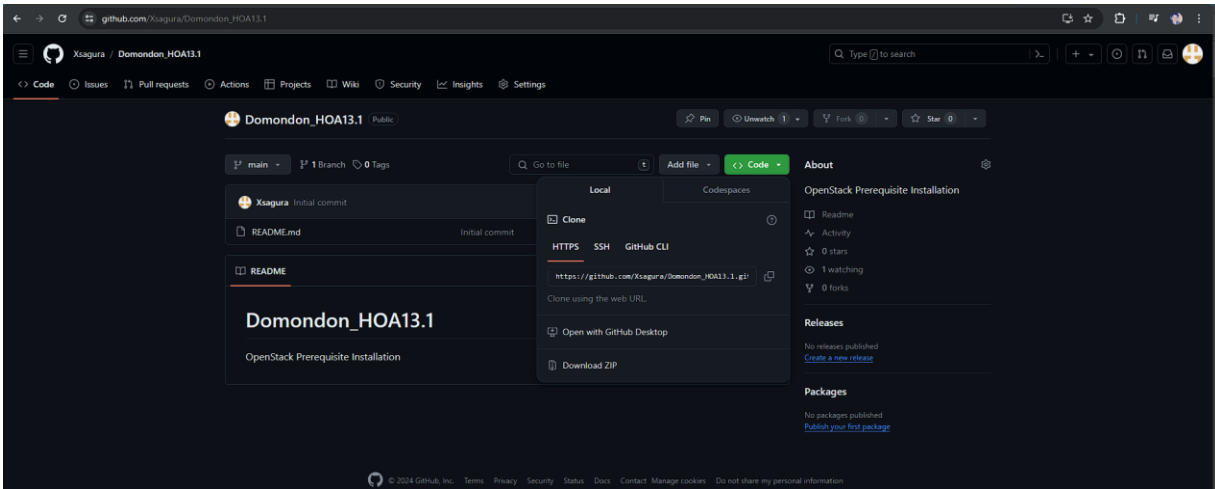 github.com/Xsagura/Domondon_HOA13.1
Xsagura / Domondon_HOA13.1
Type / to search
<> Code Issues Pull requests Actions Projects Wiki Security Insights Settings
Domondon_HOA13.1 Public
Pin Unwatch 1 Fork 0 Star 0
main 1 Branch 0 Tags
Go to file t Add file <> Code
Local Codespaces
Clone
HTTPS SSH GitHub CLI
https://github.com/Xsagura/Domondon_HOA13.1.gi
Clone using the web URL.
Open with GitHub Desktop
Download ZIP
Xsagura Initial commit
README.md Initial commit
README
Domondon_HOA13.1
OpenStack Prerequisite Installation
About
OpenStack Prerequisite Installation
Readme
Activity
0 stars
1 watching
0 forks
Releases
No releases published
Create a new release
Packages
No packages published
Publish your first package
© 2024 GitHub, Inc. Terms Privacy Security Status Docs Contact Manage cookies Do not share my personal information